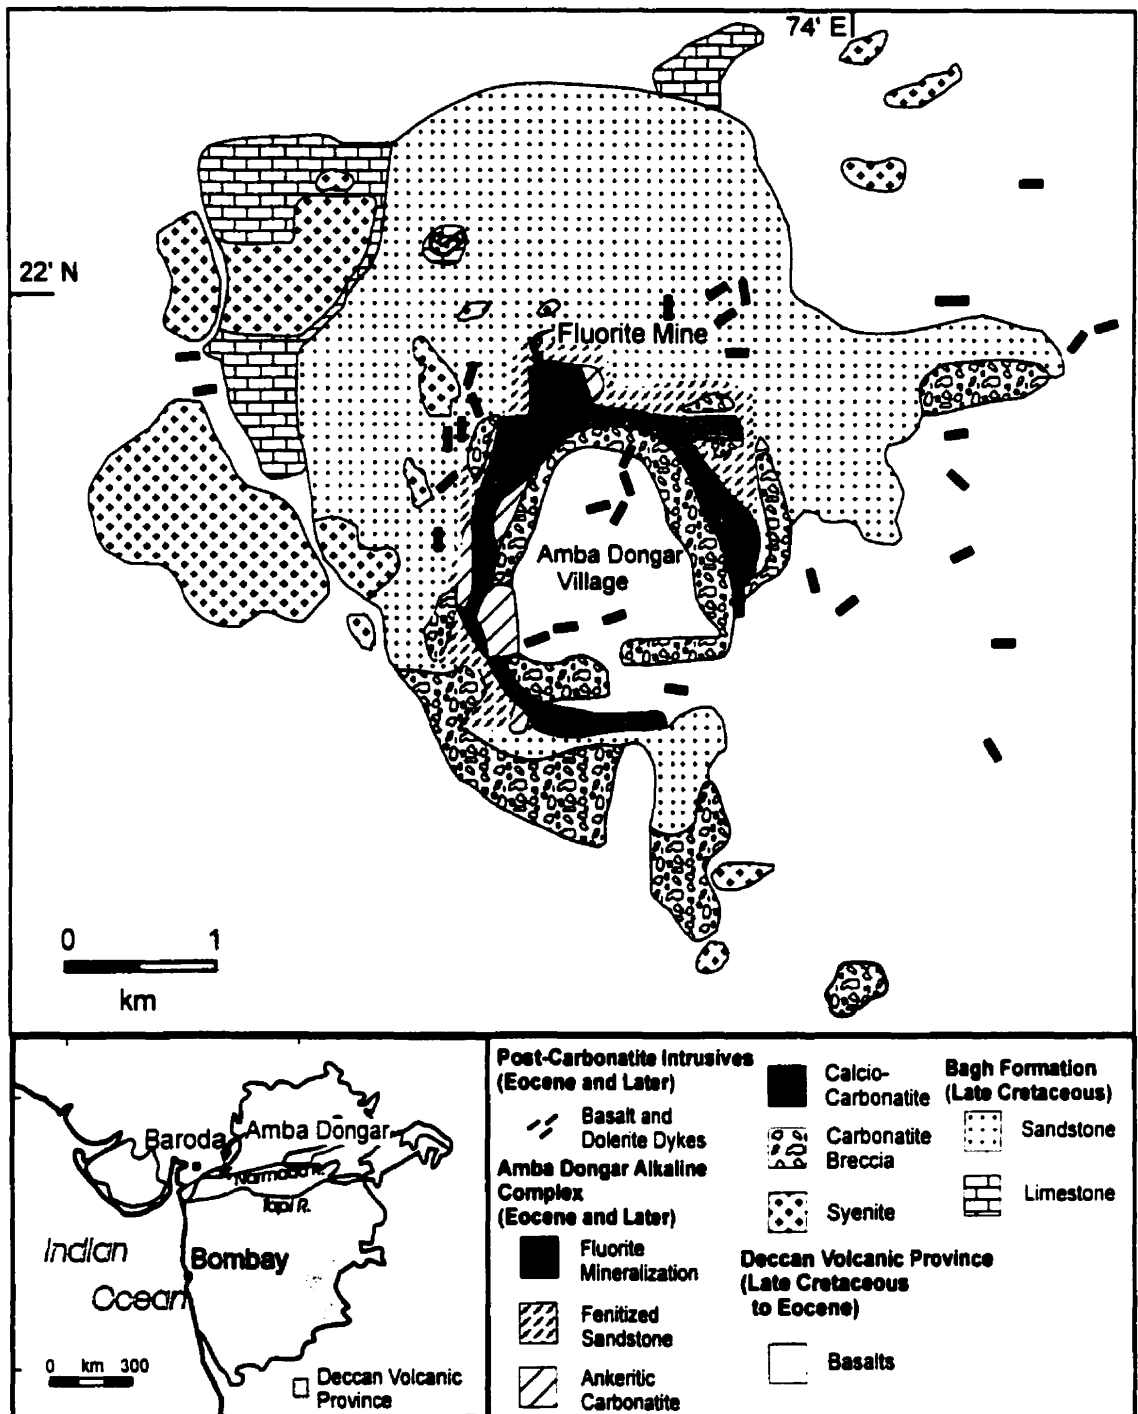 74' E
22' N
Fluorite Mine
Amba Dongar
Village
0 1
km
Baroda
Amba Dongar
Narmada R.
Tapi R.
Indian
Ocean
Bombay
0 km 300
Deccan Volcanic
Province
Post-Carbonatite Intrusives
(Eocene and Later)
Basalt and
Dolerite Dykes
Amba Dongar Alkaline
Complex
(Eocene and Later)
Fluorite
Mineralization
Fenitized
Sandstone
Ankeritic
Carbonatite
Calcio-
Carbonatite
Carbonatite
Breccia
Syenite
Deccan Volcanic Province
(Late Cretaceous
to Eocene)
Basalts
Bagh Formation
(Late Cretaceous)
Sandstone
Limestone